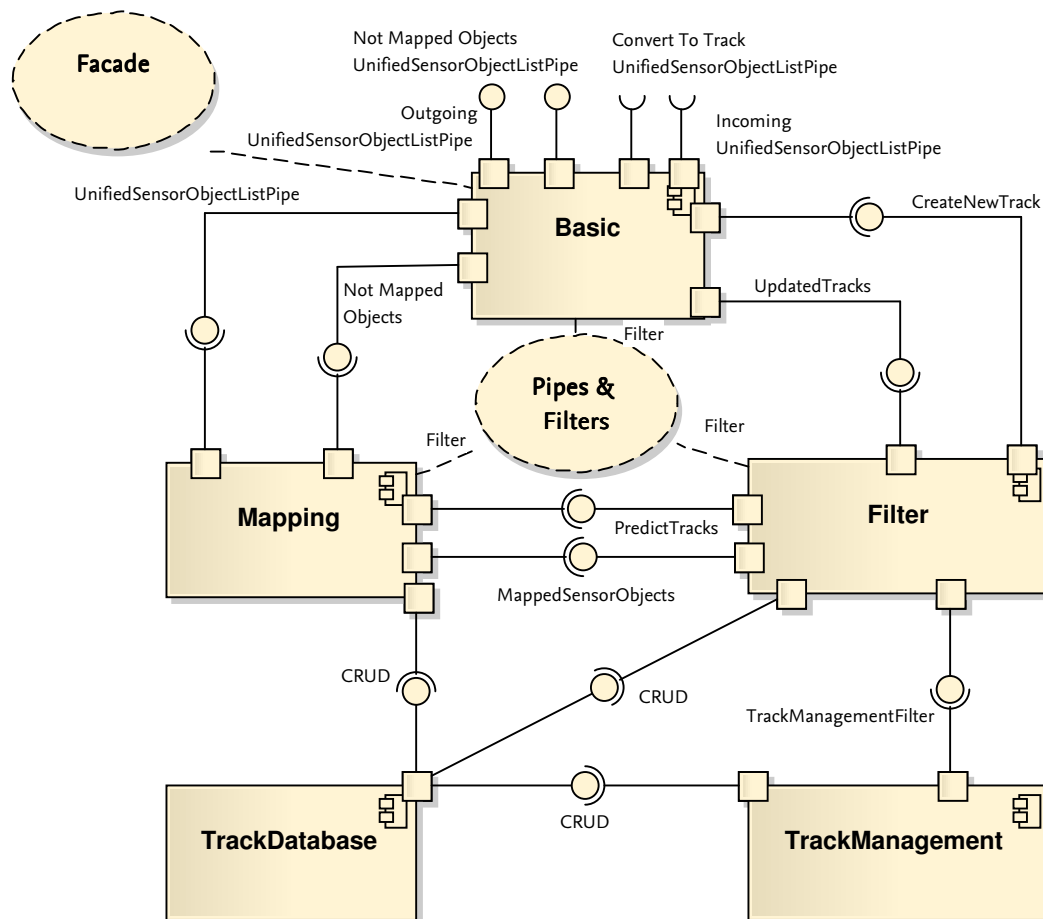 Facade
Not Mapped Objects
UnifiedSensorObjectListPipe
Convert To Track
UnifiedSensorObjectListPipe
Outgoing
UnifiedSensorObjectListPipe
Incoming
UnifiedSensorObjectListPipe
UnifiedSensorObjectListPipe
Basic
CreateNewTrack
Not Mapped
Objects
UpdatedTracks
Filter
Pipes &
Filters
Filter
Filter
Mapping
Filter
PredictTracks
MappedSensorObjects
CRUD
CRUD
TrackManagementFilter
CRUD
TrackDatabase
TrackManagement